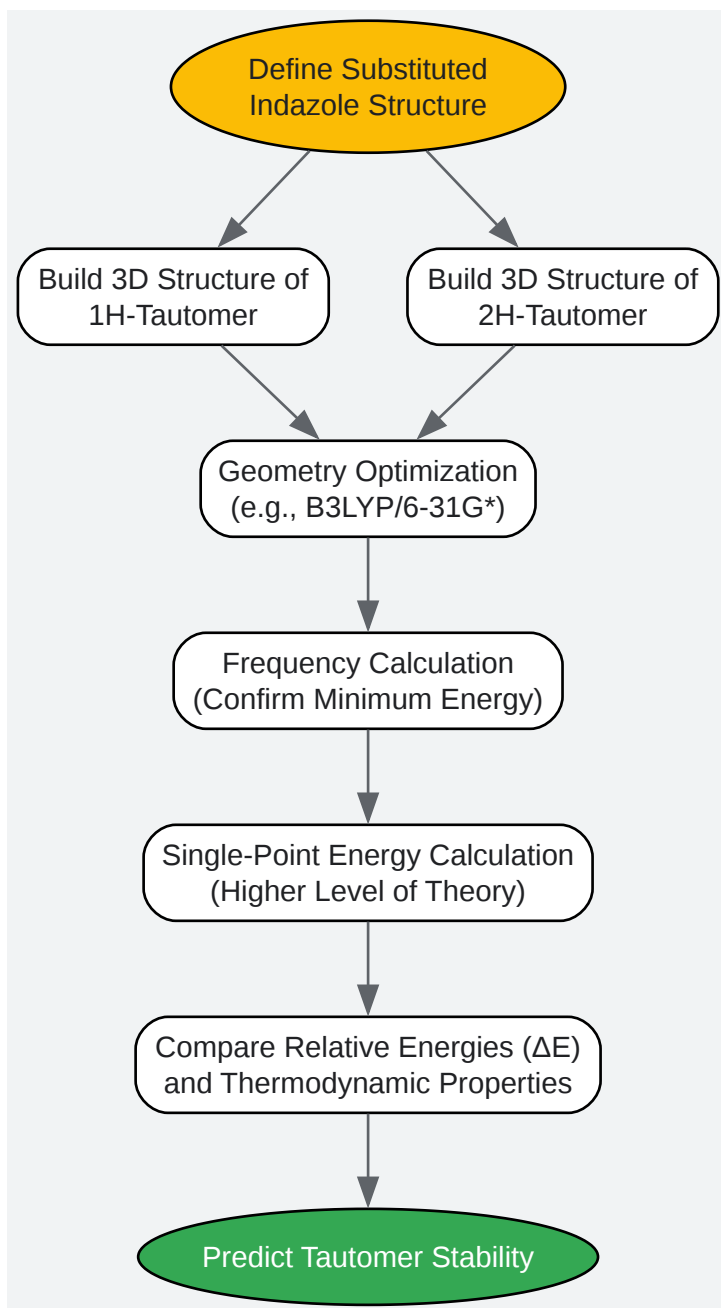 Define Substituted
Indazole Structure
Build 3D Structure of
1H-Tautomer
Build 3D Structure of
2H-Tautomer
Geometry Optimization
(e.g., B3LYP/6-31G*)
Frequency Calculation
(Confirm Minimum Energy)
Single-Point Energy Calculation
(Higher Level of Theory)
Compare Relative Energies (ΔE)
and Thermodynamic Properties
Predict Tautomer Stability